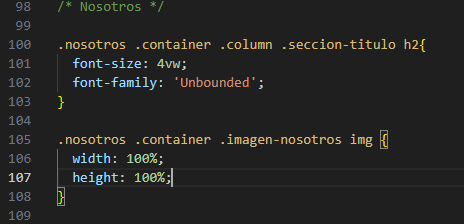 98 /* Nosotros */
99
100 .nosotros .container .column .seccion-titulo h2{
101 font-size: 4vw;
102 font-family: 'Unbounded';
103 }
104
105 .nosotros .container .imagen-nosotros img {
106 width: 100%;
107 height: 100%;
108 }
109